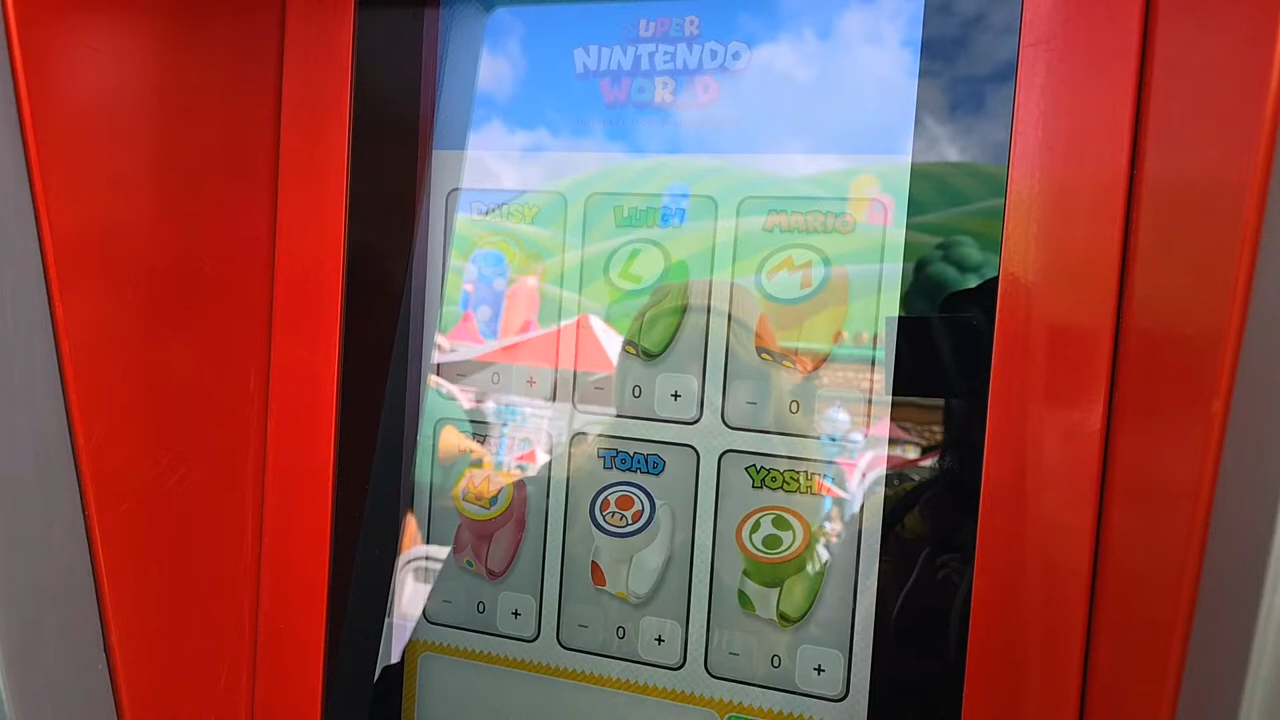 SUPER
NINTENDO
WORLD
DAISY
LUIGI
MARIO
L
M
− 0 +
− 0 +
− 0
TOAD
YOSHI
− 0 +
− 0 +
− 0 +